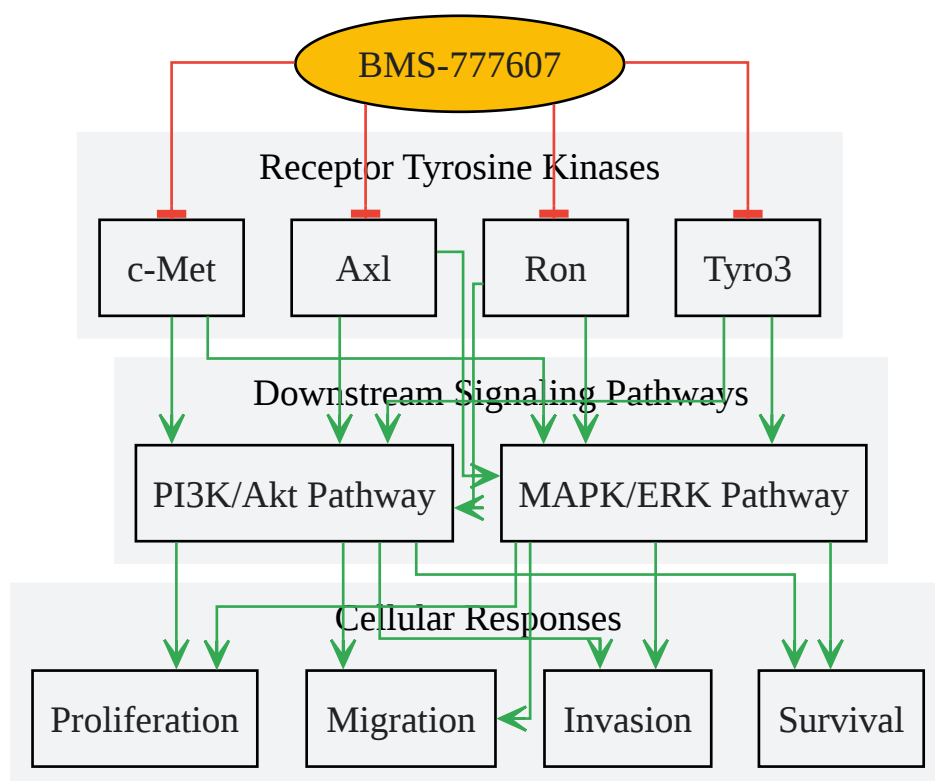 BMS-777607
Receptor Tyrosine Kinases
c-Met
Axl
Ron
Tyro3
Downstream Signaling Pathways
PI3K/Akt Pathway
MAPK/ERK Pathway
Cellular Responses
Proliferation
Migration
Invasion
Survival